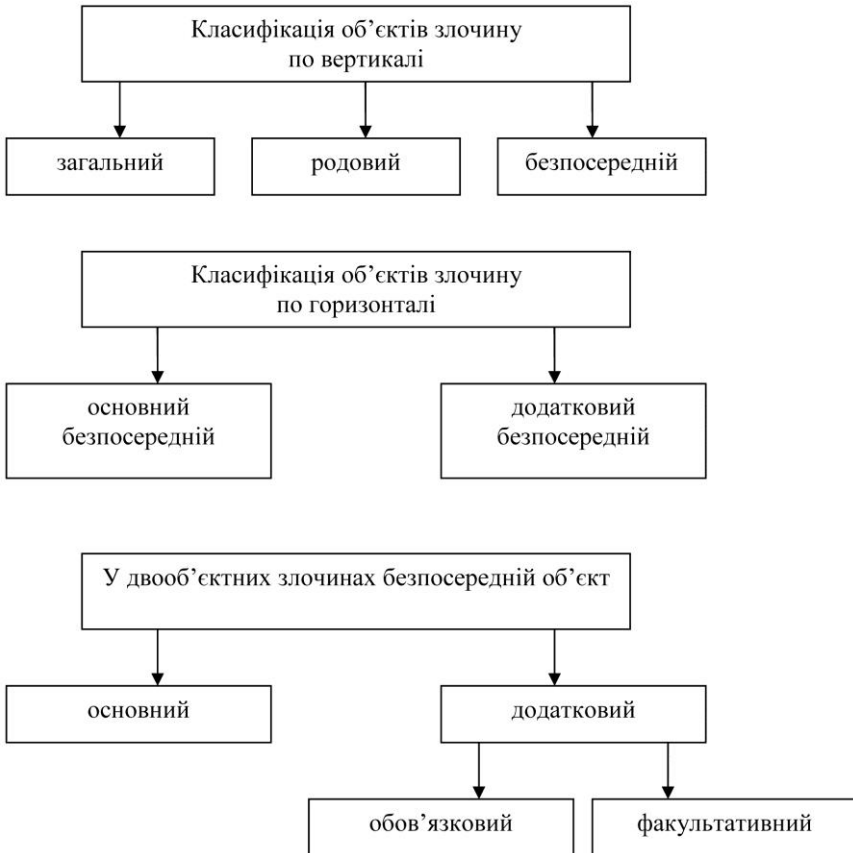 Класифікація об’єктів злочину
по вертикалі
загальний родовий безпосередній
Класифікація об’єктів злочину
по горизонталі
основний
безпосередній
додатковий
безпосередній
У двооб’єктних злочинах безпосередній об’єкт
основний додатковий
обов’язковий факультативний